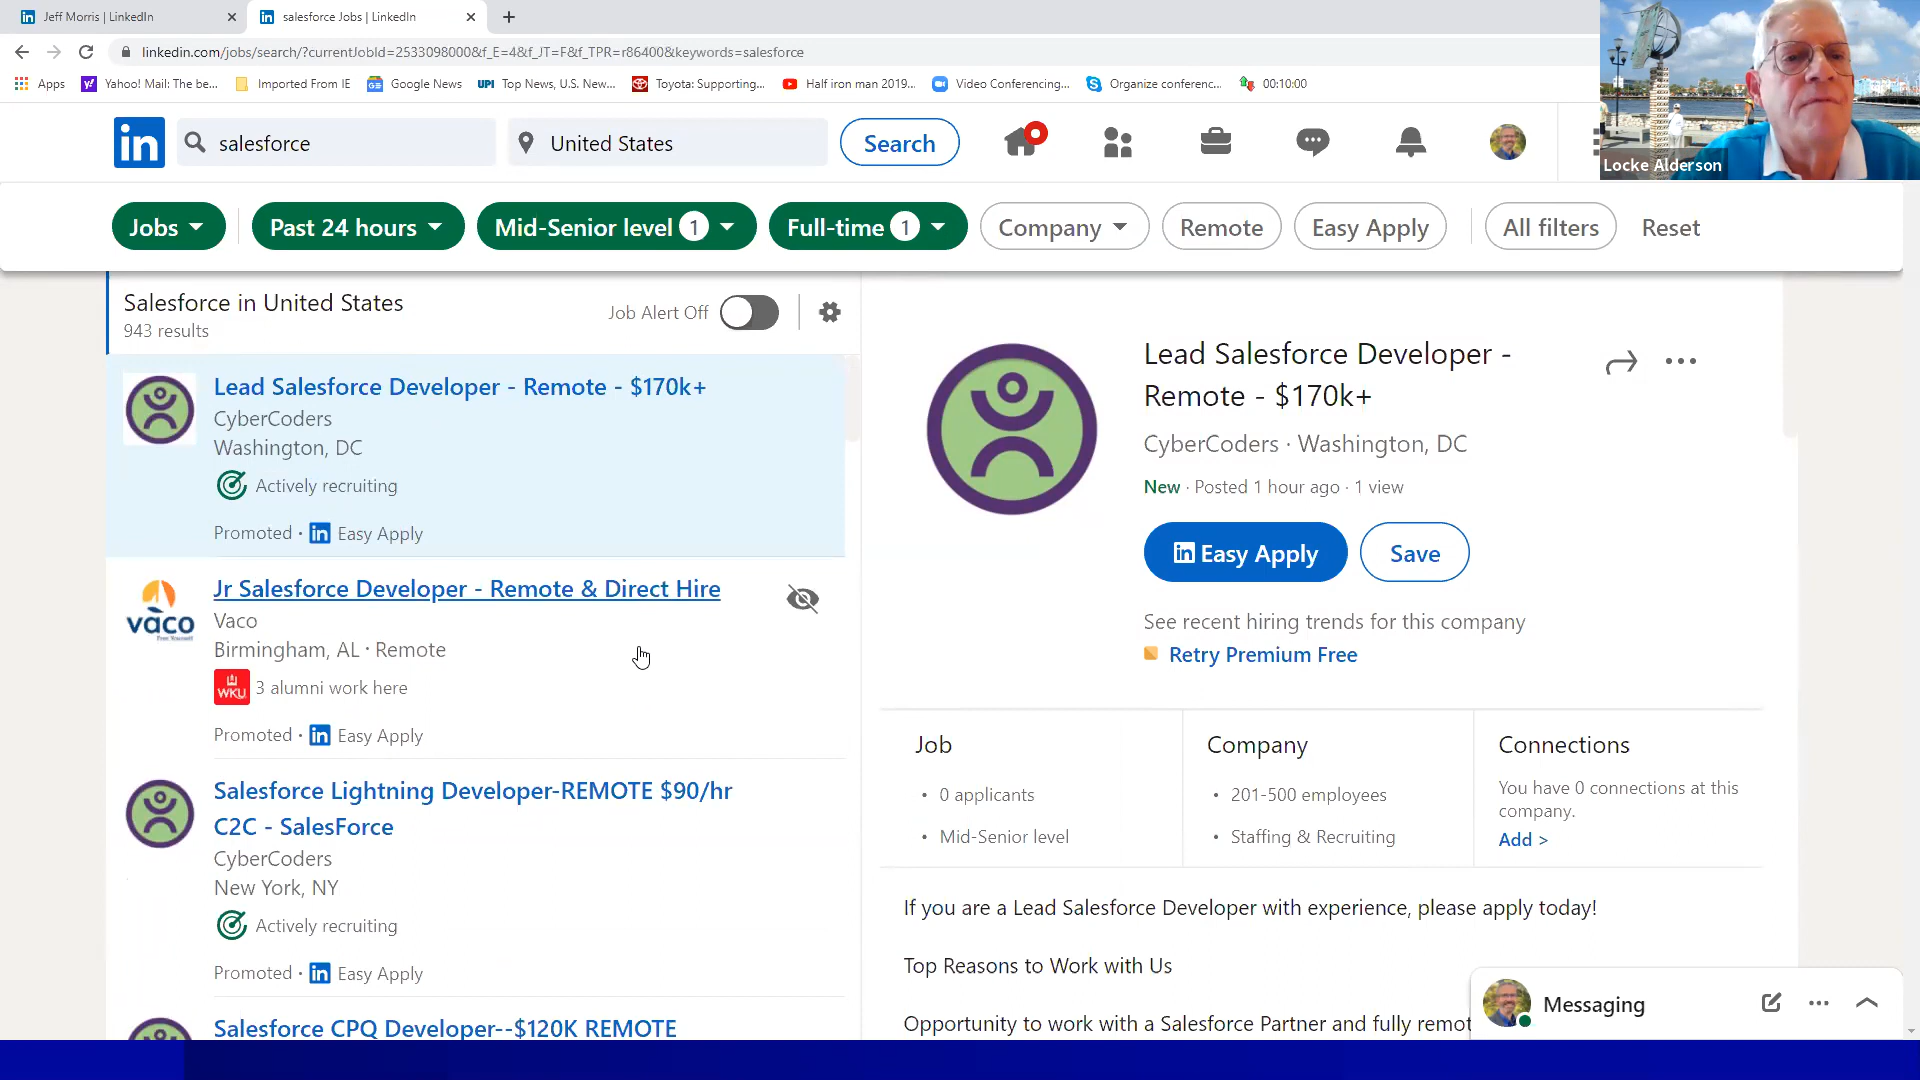 Jeff Morris | LinkedIn
salesforce Jobs | LinkedIn
linkedin.com/jobs/search/?currentJobId=2533098000&f_E=4&f_JT=F&f_TPR=r86400&keywords=salesforce
Apps
Yahoo! Mail: The be...
Imported From IE
Google News
UPI Top News, U.S. New...
Toyota: Supporting...
Half iron man 2019...
Video Conferencing...
Organize conferenc...
00:10:00
Locke Alderson
in
salesforce
United States
Search
Jobs
Past 24 hours
Mid-Senior level 1
Full-time 1
Company
Remote
Easy Apply
All filters
Reset
Salesforce in United States
943 results
Job Alert Off
Lead Salesforce Developer - Remote - $170k+
CyberCoders
Washington, DC
Actively recruiting
Promoted · in Easy Apply
vaco
Jr Salesforce Developer - Remote & Direct Hire
Vaco
Birmingham, AL · Remote
WKU 3 alumni work here
Promoted · in Easy Apply
Salesforce Lightning Developer-REMOTE $90/hr
C2C - SalesForce
CyberCoders
New York, NY
Actively recruiting
Promoted · in Easy Apply
Salesforce CPQ Developer--$120K REMOTE
Lead Salesforce Developer -
Remote - $170k+
CyberCoders · Washington, DC
New · Posted 1 hour ago · 1 view
in Easy Apply
Save
See recent hiring trends for this company
Retry Premium Free
Job
• 0 applicants
• Mid-Senior level
Company
• 201-500 employees
• Staffing & Recruiting
Connections
You have 0 connections at this
company.
Add >
If you are a Lead Salesforce Developer with experience, please apply today!
Top Reasons to Work with Us
Opportunity to work with a Salesforce Partner and fully remot
Messaging